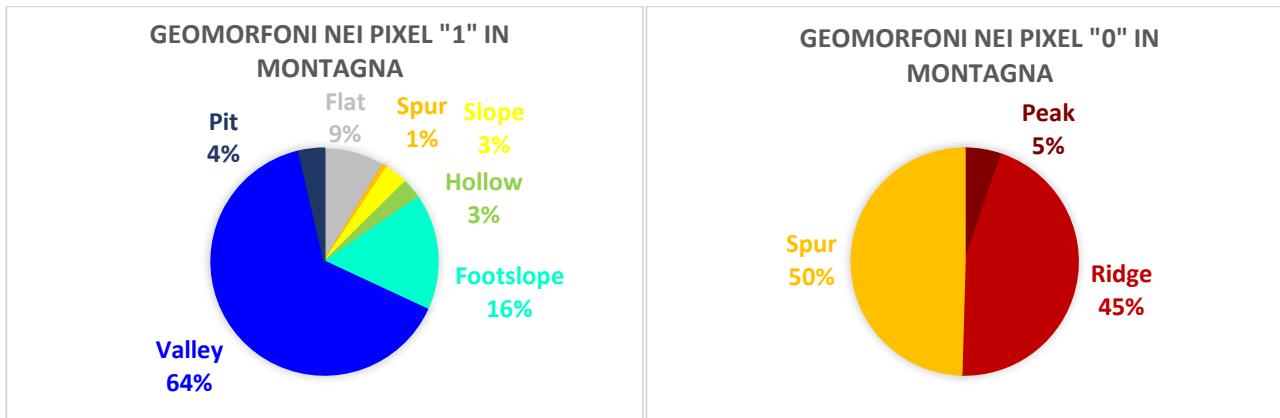 GEOMORFONI NEI PIXEL "1" IN
MONTAGNA
Flat
9%
Spur
1%
Slope
3%
Pit
4%
Hollow
3%
Footslope
16%
Valley
64%
GEOMORFONI NEI PIXEL "0" IN
MONTAGNA
Peak
5%
Spur
50%
Ridge
45%